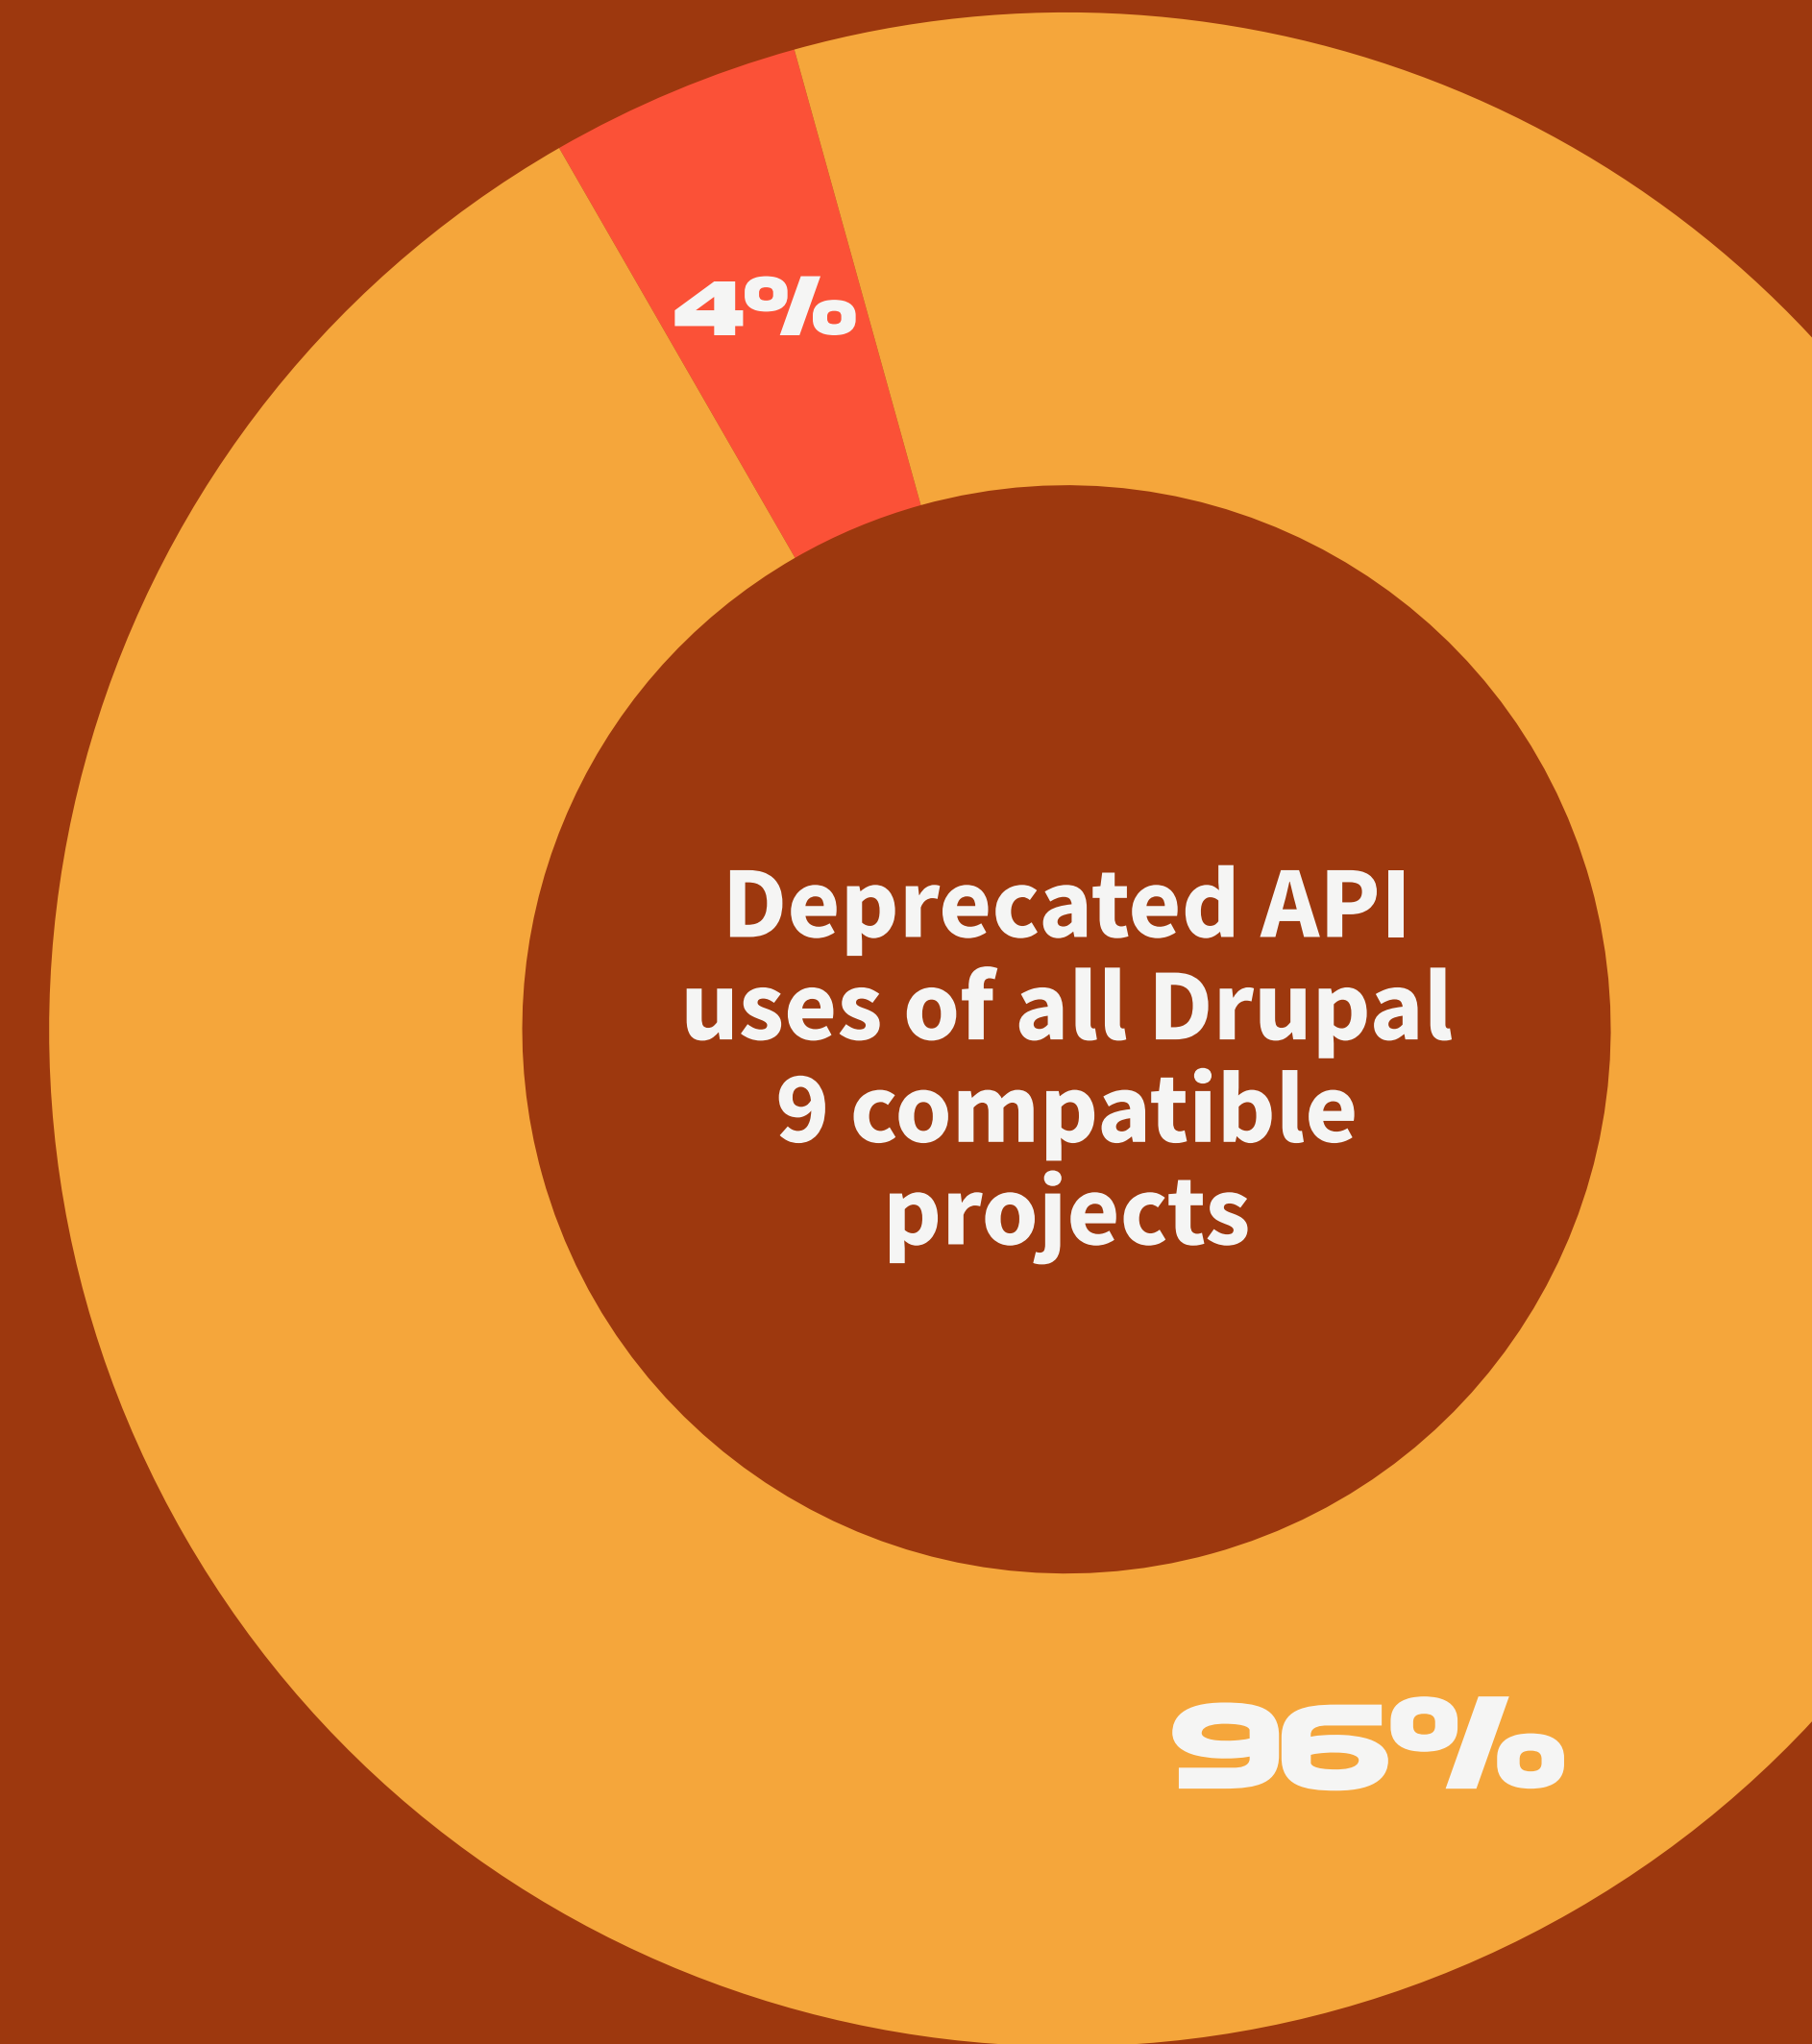 4%
Deprecated API
uses of all Drupal
9 compatible
projects
96%